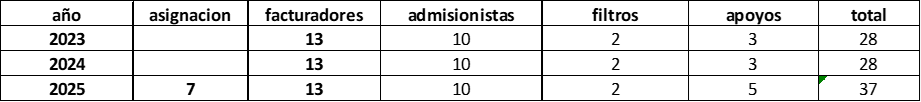 año asignacion facturadores admisionistas filtros apoyos total
2023 13 10 2 3 28
2024 13 10 2 3 28
2025 7 13 10 2 5 37